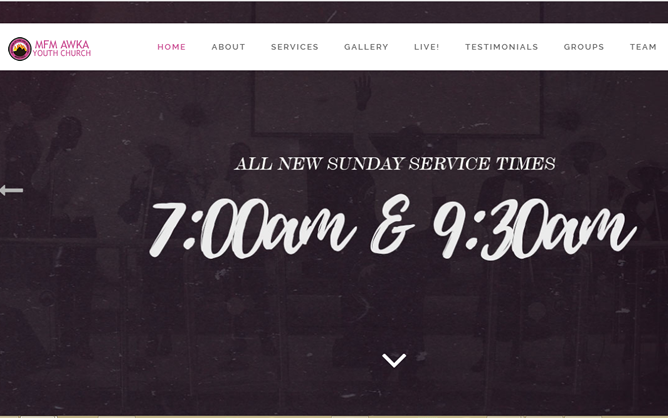 MFM AWKA
YOUTH CHURCH
HOME ABOUT SERVICES GALLERY LIVE! TESTIMONIALS GROUPS TEAM
ALL NEW SUNDAY SERVICE TIMES
7:00am & 9:30am